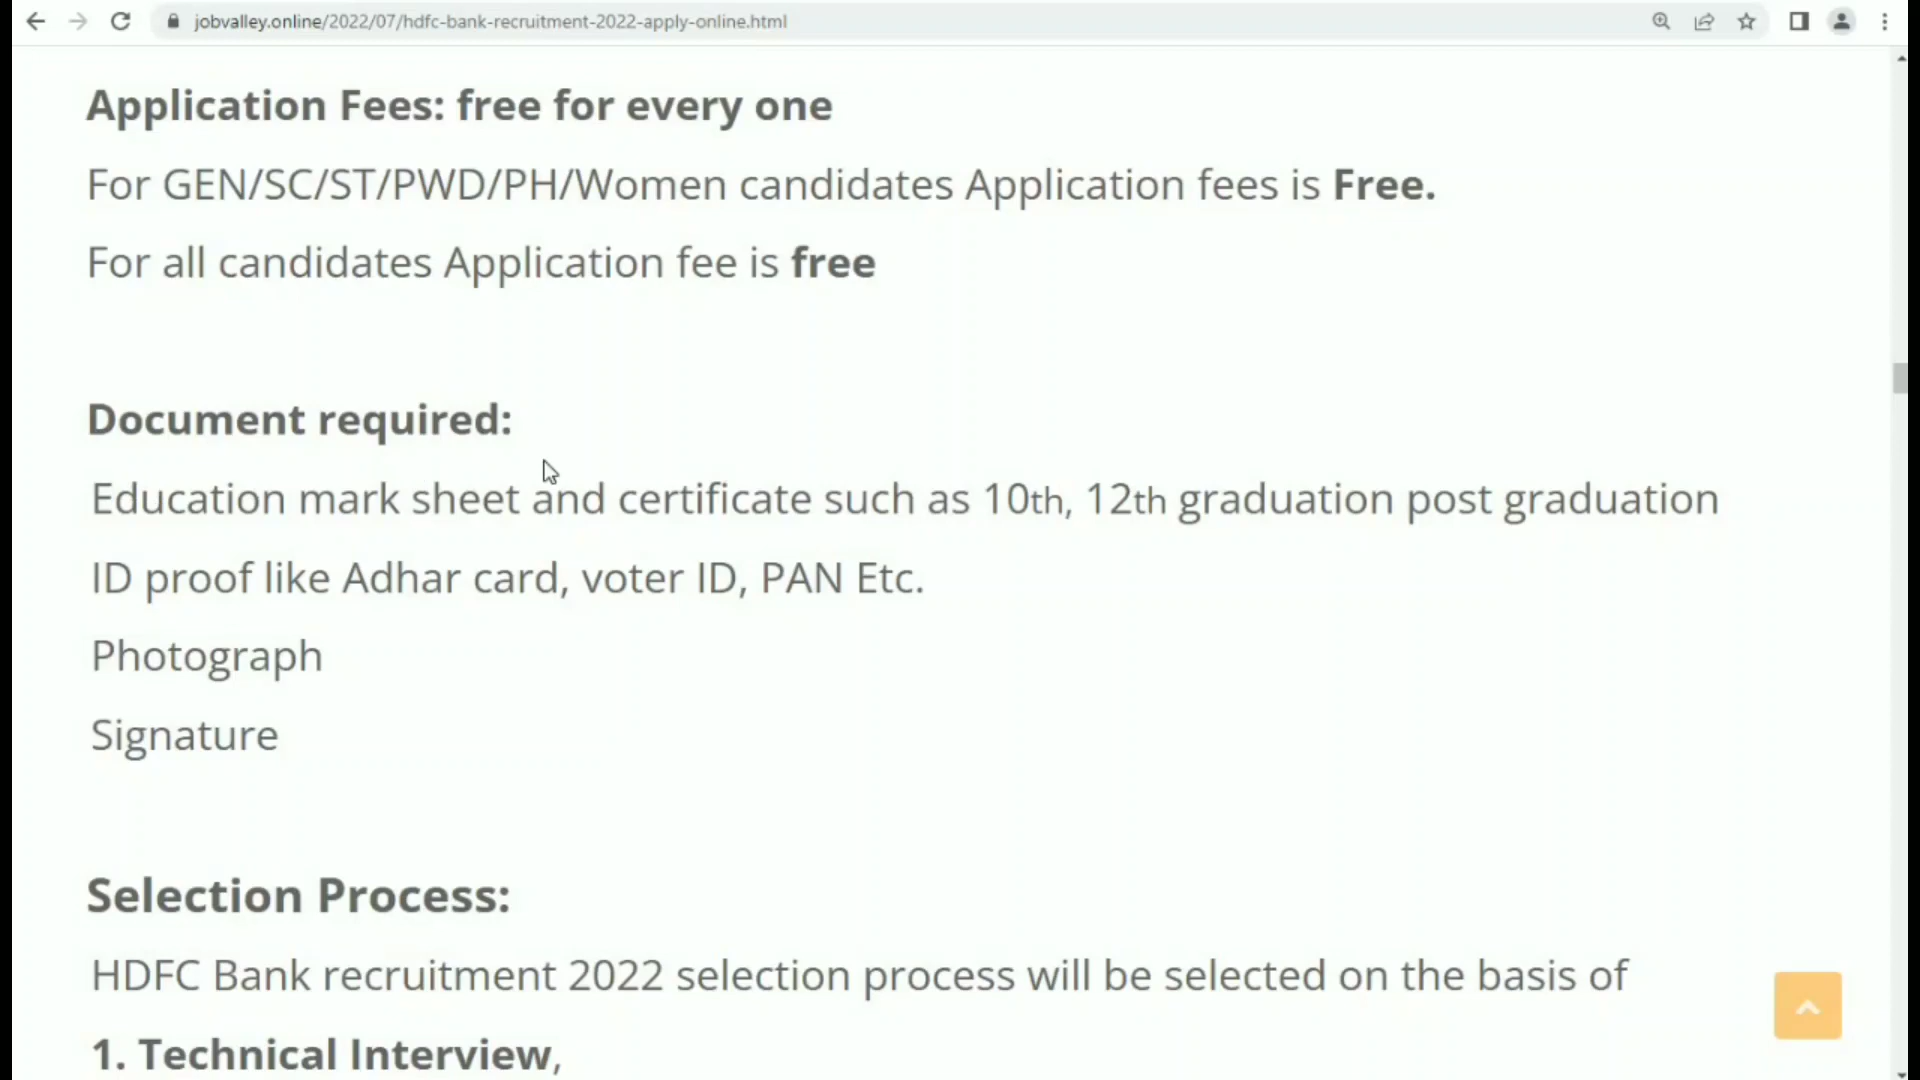 jobvalley.online/2022/07/hdfc-bank-recruitment-2022-apply-online.html
Application Fees: free for every one
For GEN/SC/ST/PWD/PH/Women candidates Application fees is Free.
For all candidates Application fee is free
Document required:
Education mark sheet and certificate such as 10th, 12th graduation post graduation
ID proof like Adhar card, voter ID, PAN Etc.
Photograph
Signature
Selection Process:
HDFC Bank recruitment 2022 selection process will be selected on the basis of
1. Technical Interview,